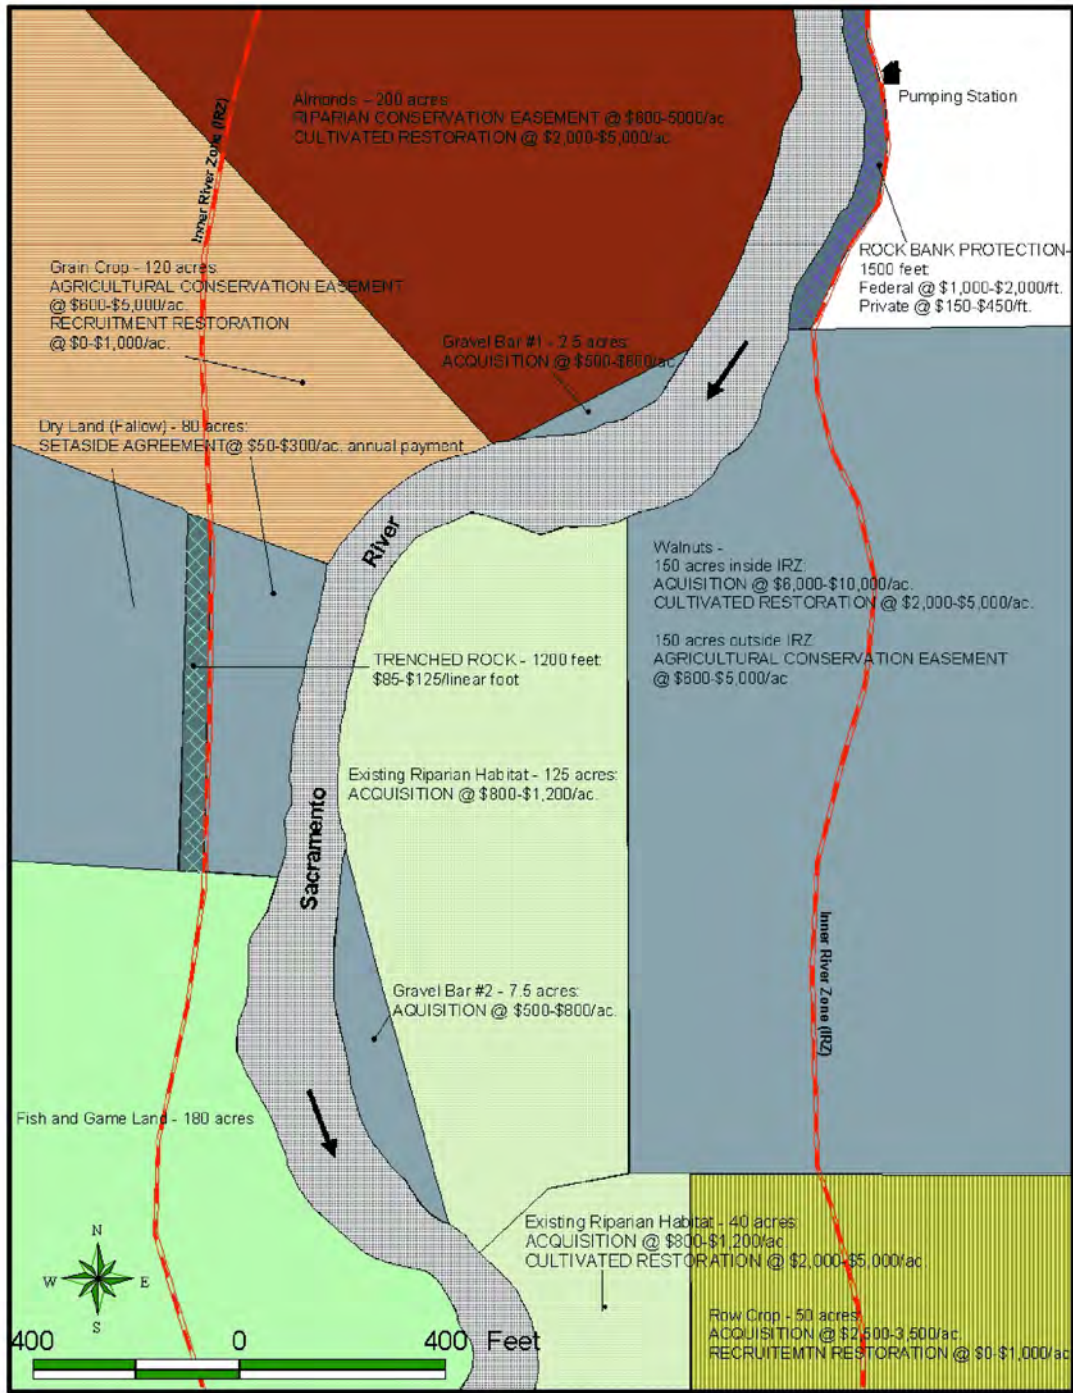 Inner River Zone (IRZ)
Almonds - 200 acres:
RIPARIAN CONSERVATION EASEMENT @ $600-5000/ac.
CULTIVATED RESTORATION @ $2,000-$5,000/ac.
Pumping Station
ROCK BANK PROTECTION-
1500 feet:
Federal @ $1,000-$2,000/ft.
Private @ $150-$450/ft.
Grain Crop - 120 acres:
AGRICULTURAL CONSERVATION EASEMENT
@ $600-$5,000/ac.
RECRUITMENT RESTORATION
@ $0-$1,000/ac.
Gravel Bar #1 - 2.5 acres:
ACQUISITION @ $500-$800/ac.
Dry Land (Fallow) - 80 acres:
SETASIDE AGREEMENT@ $50-$300/ac. annual payment
River
Walnuts -
150 acres inside IRZ:
AQUISITION @ $6,000-$10,000/ac.
CULTIVATED RESTORATION @ $2,000-$5,000/ac.
150 acres outside IRZ
AGRICULTURAL CONSERVATION EASEMENT
@ $600-$5,000/ac
TRENCHED ROCK - 1200 feet:
$85-$125/linear foot
Existing Riparian Habitat - 125 acres:
ACQUISITION @ $800-$1,200/ac.
Sacramento
Inner River Zone (IRZ)
Gravel Bar #2 - 7.5 acres:
AQUISITION @ $500-$800/ac.
Fish and Game Land - 180 acres
Existing Riparian Habitat - 40 acres:
ACQUISITION @ $800-$1,200/ac.
CULTIVATED RESTORATION @ $2,000-$5,000/ac.
Row Crop - 50 acres:
ACQUISITION @ $2,500-3,500/ac.
RECRUITEMTN RESTORATION @ $0-$1,000/ac
N
W E
S
400 0 400 Feet